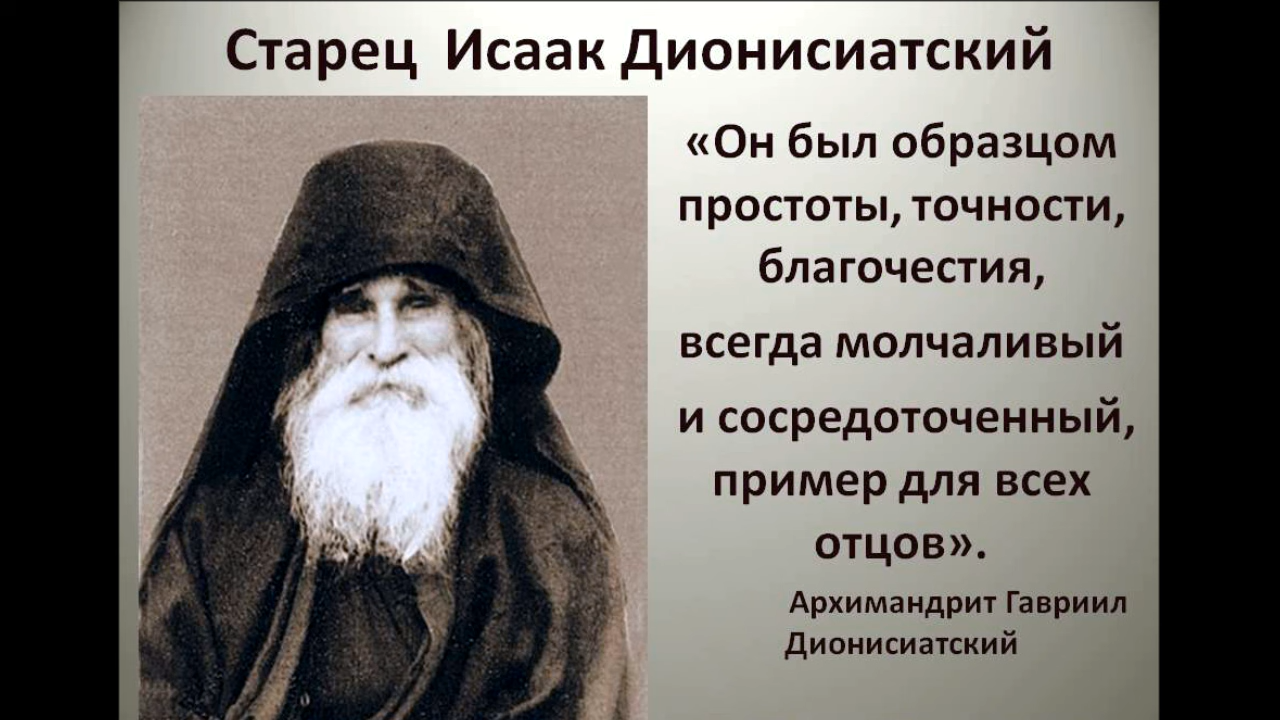 Старец Исаак Дионисиатский
«Он был образцом
простоты, точности,
благочестия,
всегда молчаливый
и сосредоточенный,
пример для всех
отцов».
Архимандрит Гавриил
Дионисиатский